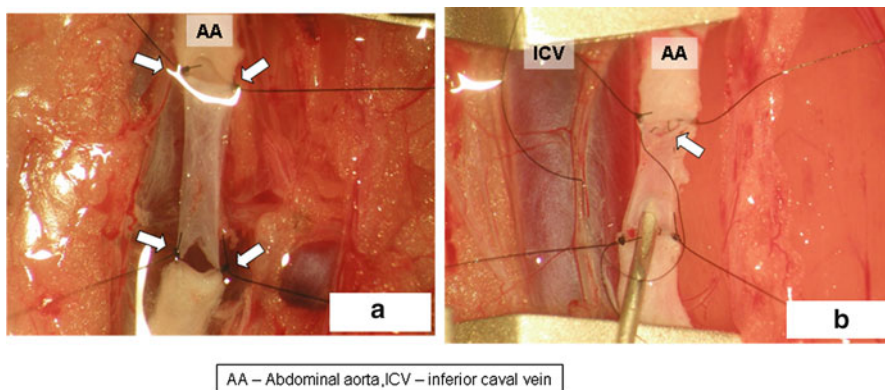 AA
ICV
AA
a
b
AA – Abdominal aorta,ICV – inferior caval vein